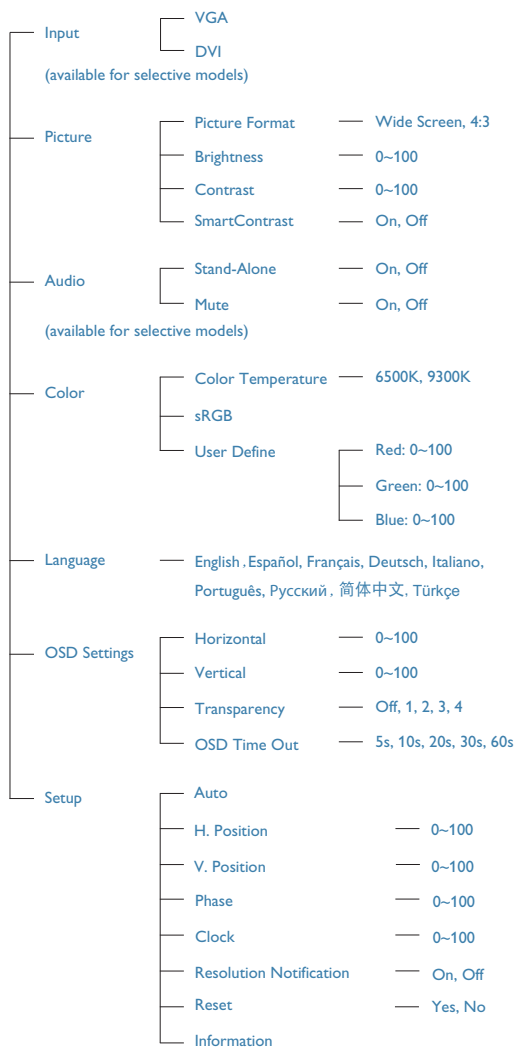 Input
VGA
DVI
(available for selective models)
Picture
Picture Format
Wide Screen, 4:3
Brightness
0~100
Contrast
0~100
SmartContrast
On, Off
Audio
Stand-Alone
On, Off
Mute
On, Off
(available for selective models)
Color
Color Temperature
6500K, 9300K
sRGB
User Define
Red: 0~100
Green: 0~100
Blue: 0~100
Language
English , Español, Français, Deutsch, Italiano,
Português, Русский , 简体中文, Türkçe
OSD Settings
Horizontal
0~100
Vertical
0~100
Transparency
Off, 1, 2, 3, 4
OSD Time Out
5s, 10s, 20s, 30s, 60s
Setup
Auto
H. Position
0~100
V. Position
0~100
Phase
0~100
Clock
0~100
Resolution Notification
On, Off
Reset
Yes, No
Information